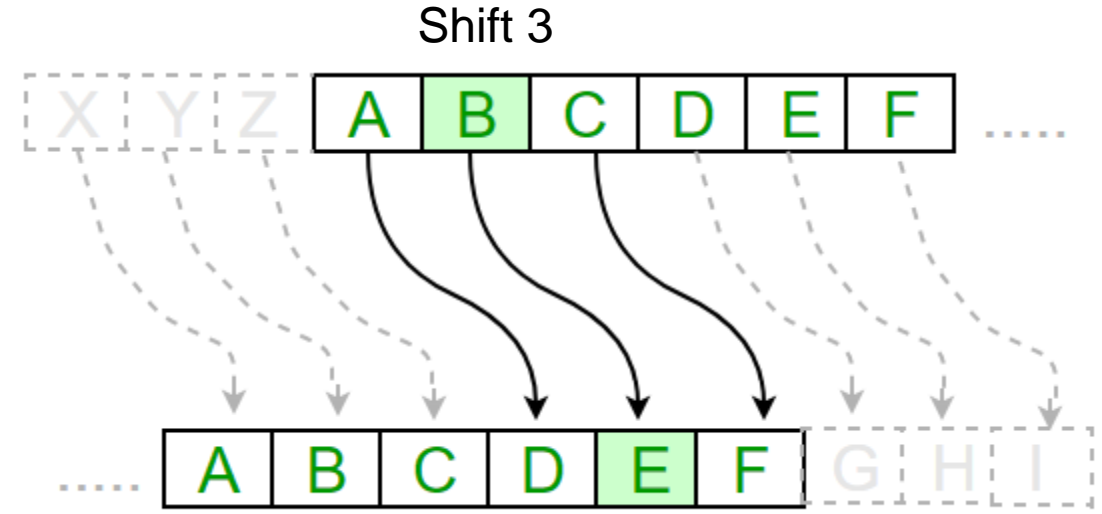 Shift 3
X Y Z A B C D E F .....
..... A B C D E F G H I